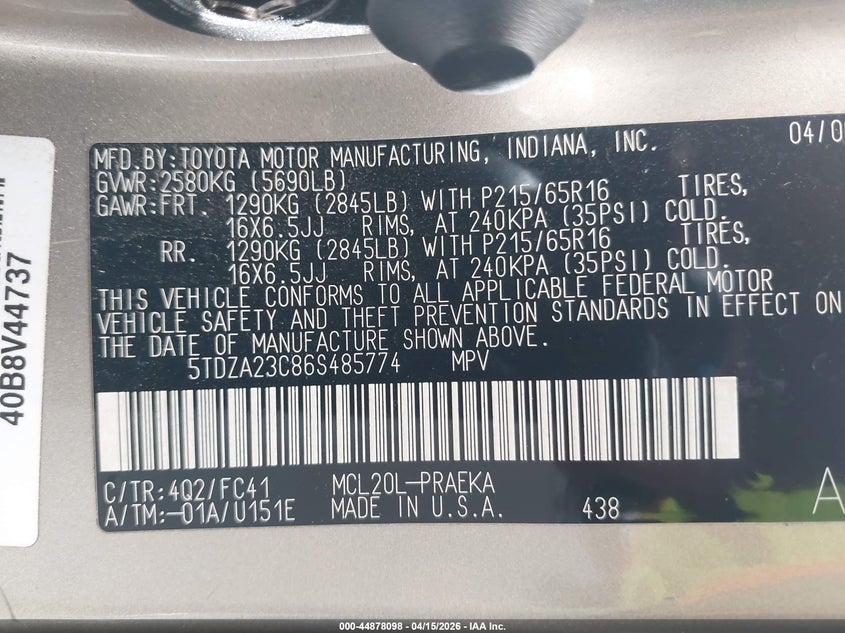 MFD.BY:TOYOTA MOTOR MANUFACTURING, INDIANA, INC. 04/0
GVWR:2580KG (5690LB)
GAWR:FRT. 1290KG (2845LB) WITH P215/65R16 TIRES,
16X6.5JJ RIMS, AT 240KPA (35PSI) COLD.
RR. 1290KG (2845LB) WITH P215/65R16 TIRES,
16X6.5JJ RIMS, AT 240KPA (35PSI) COLD.
THIS VEHICLE CONFORMS TO ALL APPLICABLE FEDERAL MOTOR
VEHICLE SAFETY AND THEFT PREVENTION STANDARDS IN EFFECT ON
THE DATE OF MANUFACTURE SHOWN ABOVE.
5TDZA23C86S485774 MPV
C/TR:4Q2/FC41 MCL20L-PRAEKA A
A/TM:-01A/U151E MADE IN U.S.A. 438
40B8V44737
000-44878098 - 04/15/2026 - IAA Inc.